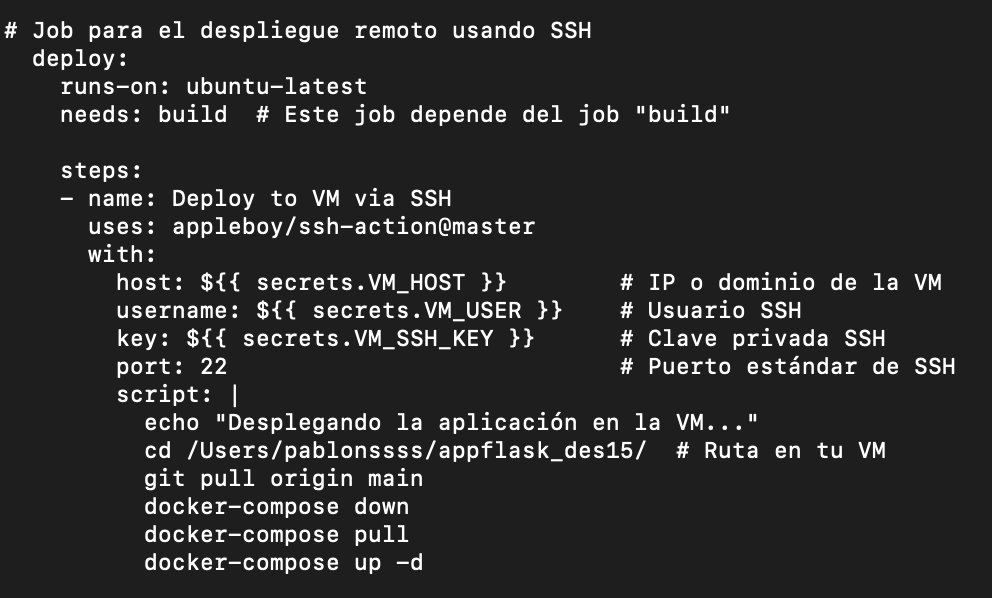 # Job para el despliegue remoto usando SSH
  deploy:
    runs-on: ubuntu-latest
    needs: build  # Este job depende del job "build"

    steps:
    - name: Deploy to VM via SSH
      uses: appleboy/ssh-action@master
      with:
        host: ${{ secrets.VM_HOST }}        # IP o dominio de la VM
        username: ${{ secrets.VM_USER }}    # Usuario SSH
        key: ${{ secrets.VM_SSH_KEY }}      # Clave privada SSH
        port: 22                            # Puerto estándar de SSH
        script: |
          echo "Desplegando la aplicación en la VM..."
          cd /Users/pablonssss/appflask_des15/  # Ruta en tu VM
          git pull origin main
          docker-compose down
          docker-compose pull
          docker-compose up -d